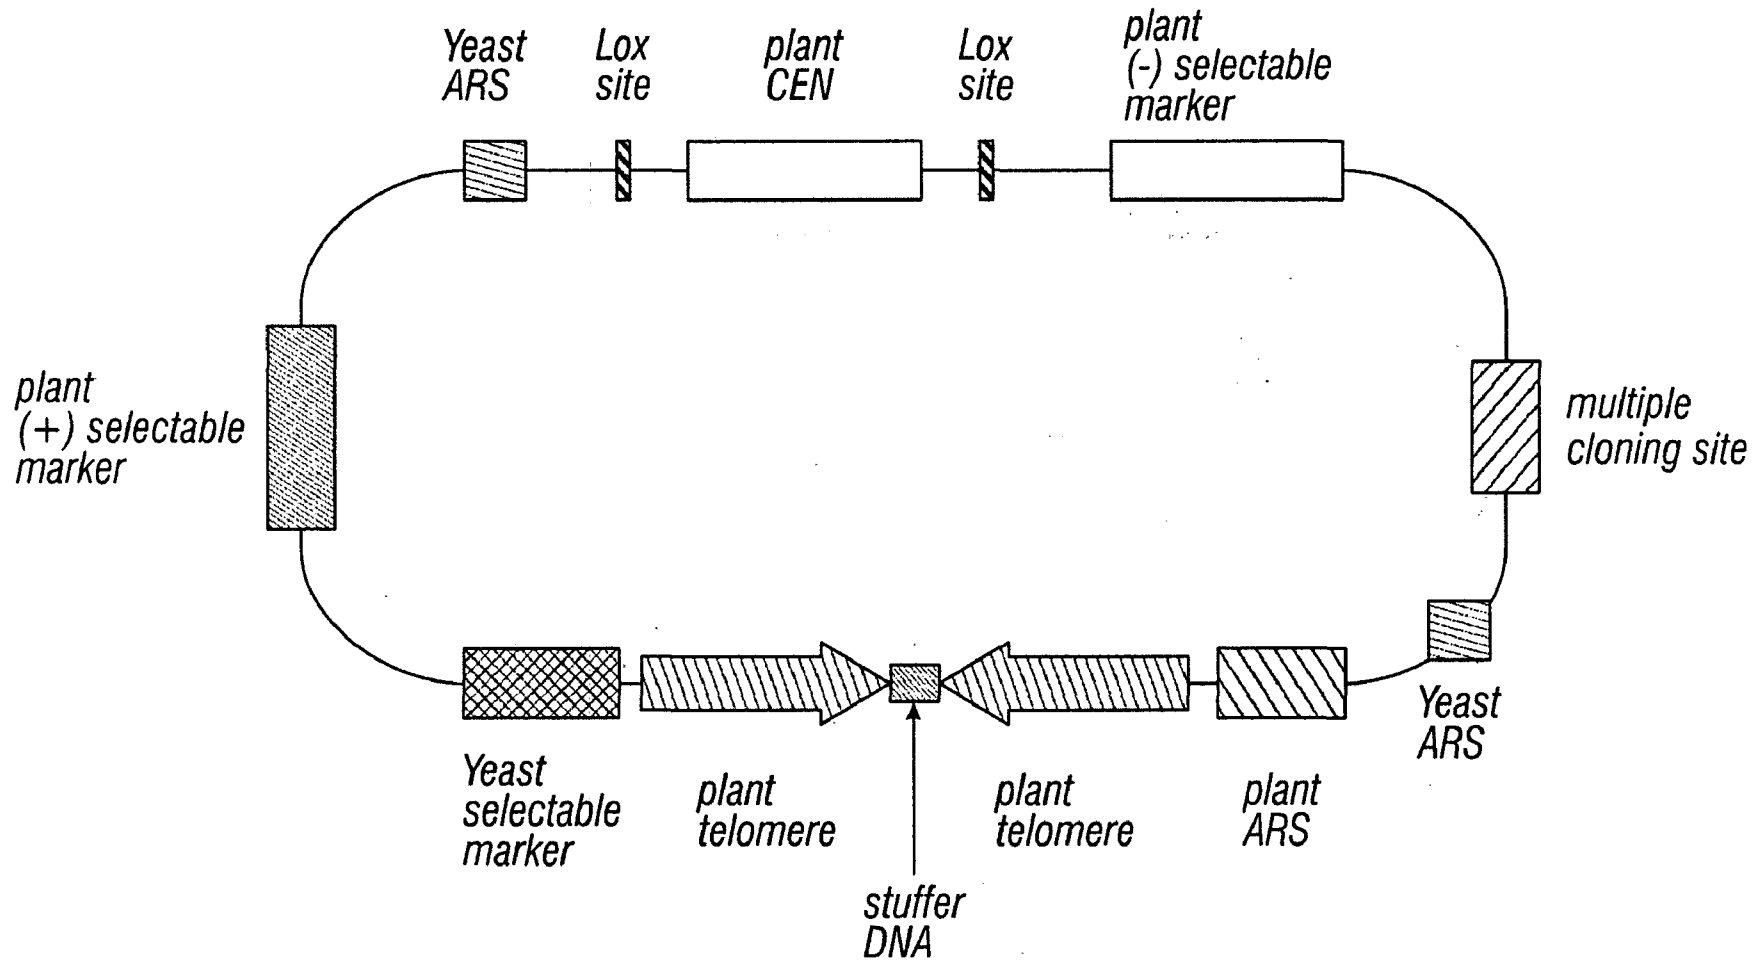 Yeast
ARS
Lox
site
plant
CEN
Lox
site
plant
(-) selectable
marker
plant
(+) selectable
marker
multiple
cloning site
Yeast
selectable
marker
plant
telomere
stuffer
DNA
plant
telomere
plant
ARS
Yeast
ARS